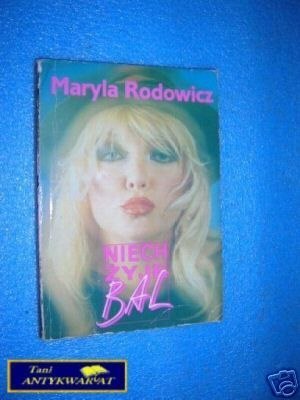 Maryla Rodowicz
NIECH
ŻYJE
BAL
Tani
ANTYKWARIAT